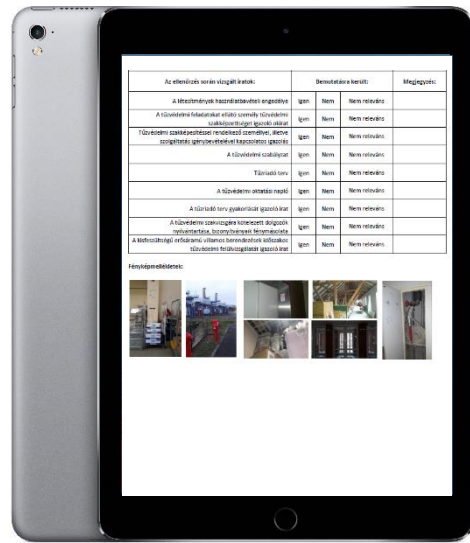 Az ellenőrzés során vizsgált iratok: Bemutatásra került: Megjegyzés:
A létesítmények használatbavételi engedélye Igen Nem Nem releváns
A tűzvédelmi feladatokat ellátó személy tűzvédelmi
szakképzettséget igazoló okirat Igen Nem Nem releváns
Tűzvédelmi szakképesítéssel rendelkező személlyel, illetve
szolgáltatás igénybevételével kapcsolatos igazolás Igen Nem Nem releváns
A tűzvédelmi szabályzat Igen Nem Nem releváns
Tűzriadó terv Igen Nem Nem releváns
A tűzvédelmi oktatási napló Igen Nem Nem releváns
A tűzriadó terv gyakorlását igazoló irat Igen Nem Nem releváns
A tűzvédelmi szakvizsgára kötelezett dolgozók
nyilvántartása, bizonyítványok fénymásolata Igen Nem Nem releváns
A kisfeszültségű erősáramú villamos berendezések időszakos
tűzvédelmi felülvizsgálatát igazoló irat Igen Nem Nem releváns
Fényképmellékletek: